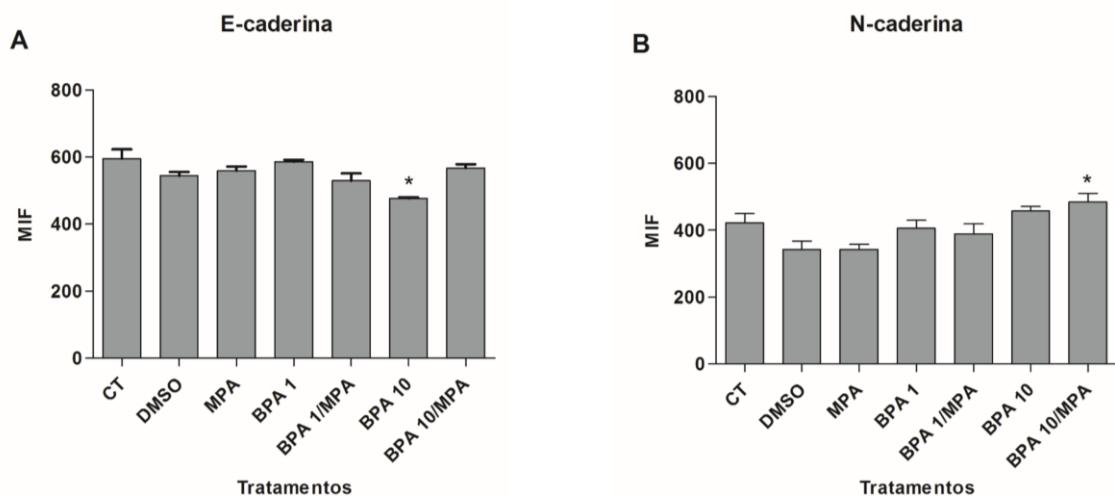 E-caderina
A
MIF
800
600
400
200
0
*
CT
DMSO
MPA
BPA 1
BPA 1/MPA
BPA 10
BPA 10/MPA
Tratamentos
N-caderina
B
MIF
800
600
400
200
0
*
CT
DMSO
MPA
BPA 1
BPA 1/MPA
BPA 10
BPA 10/MPA
Tratamentos